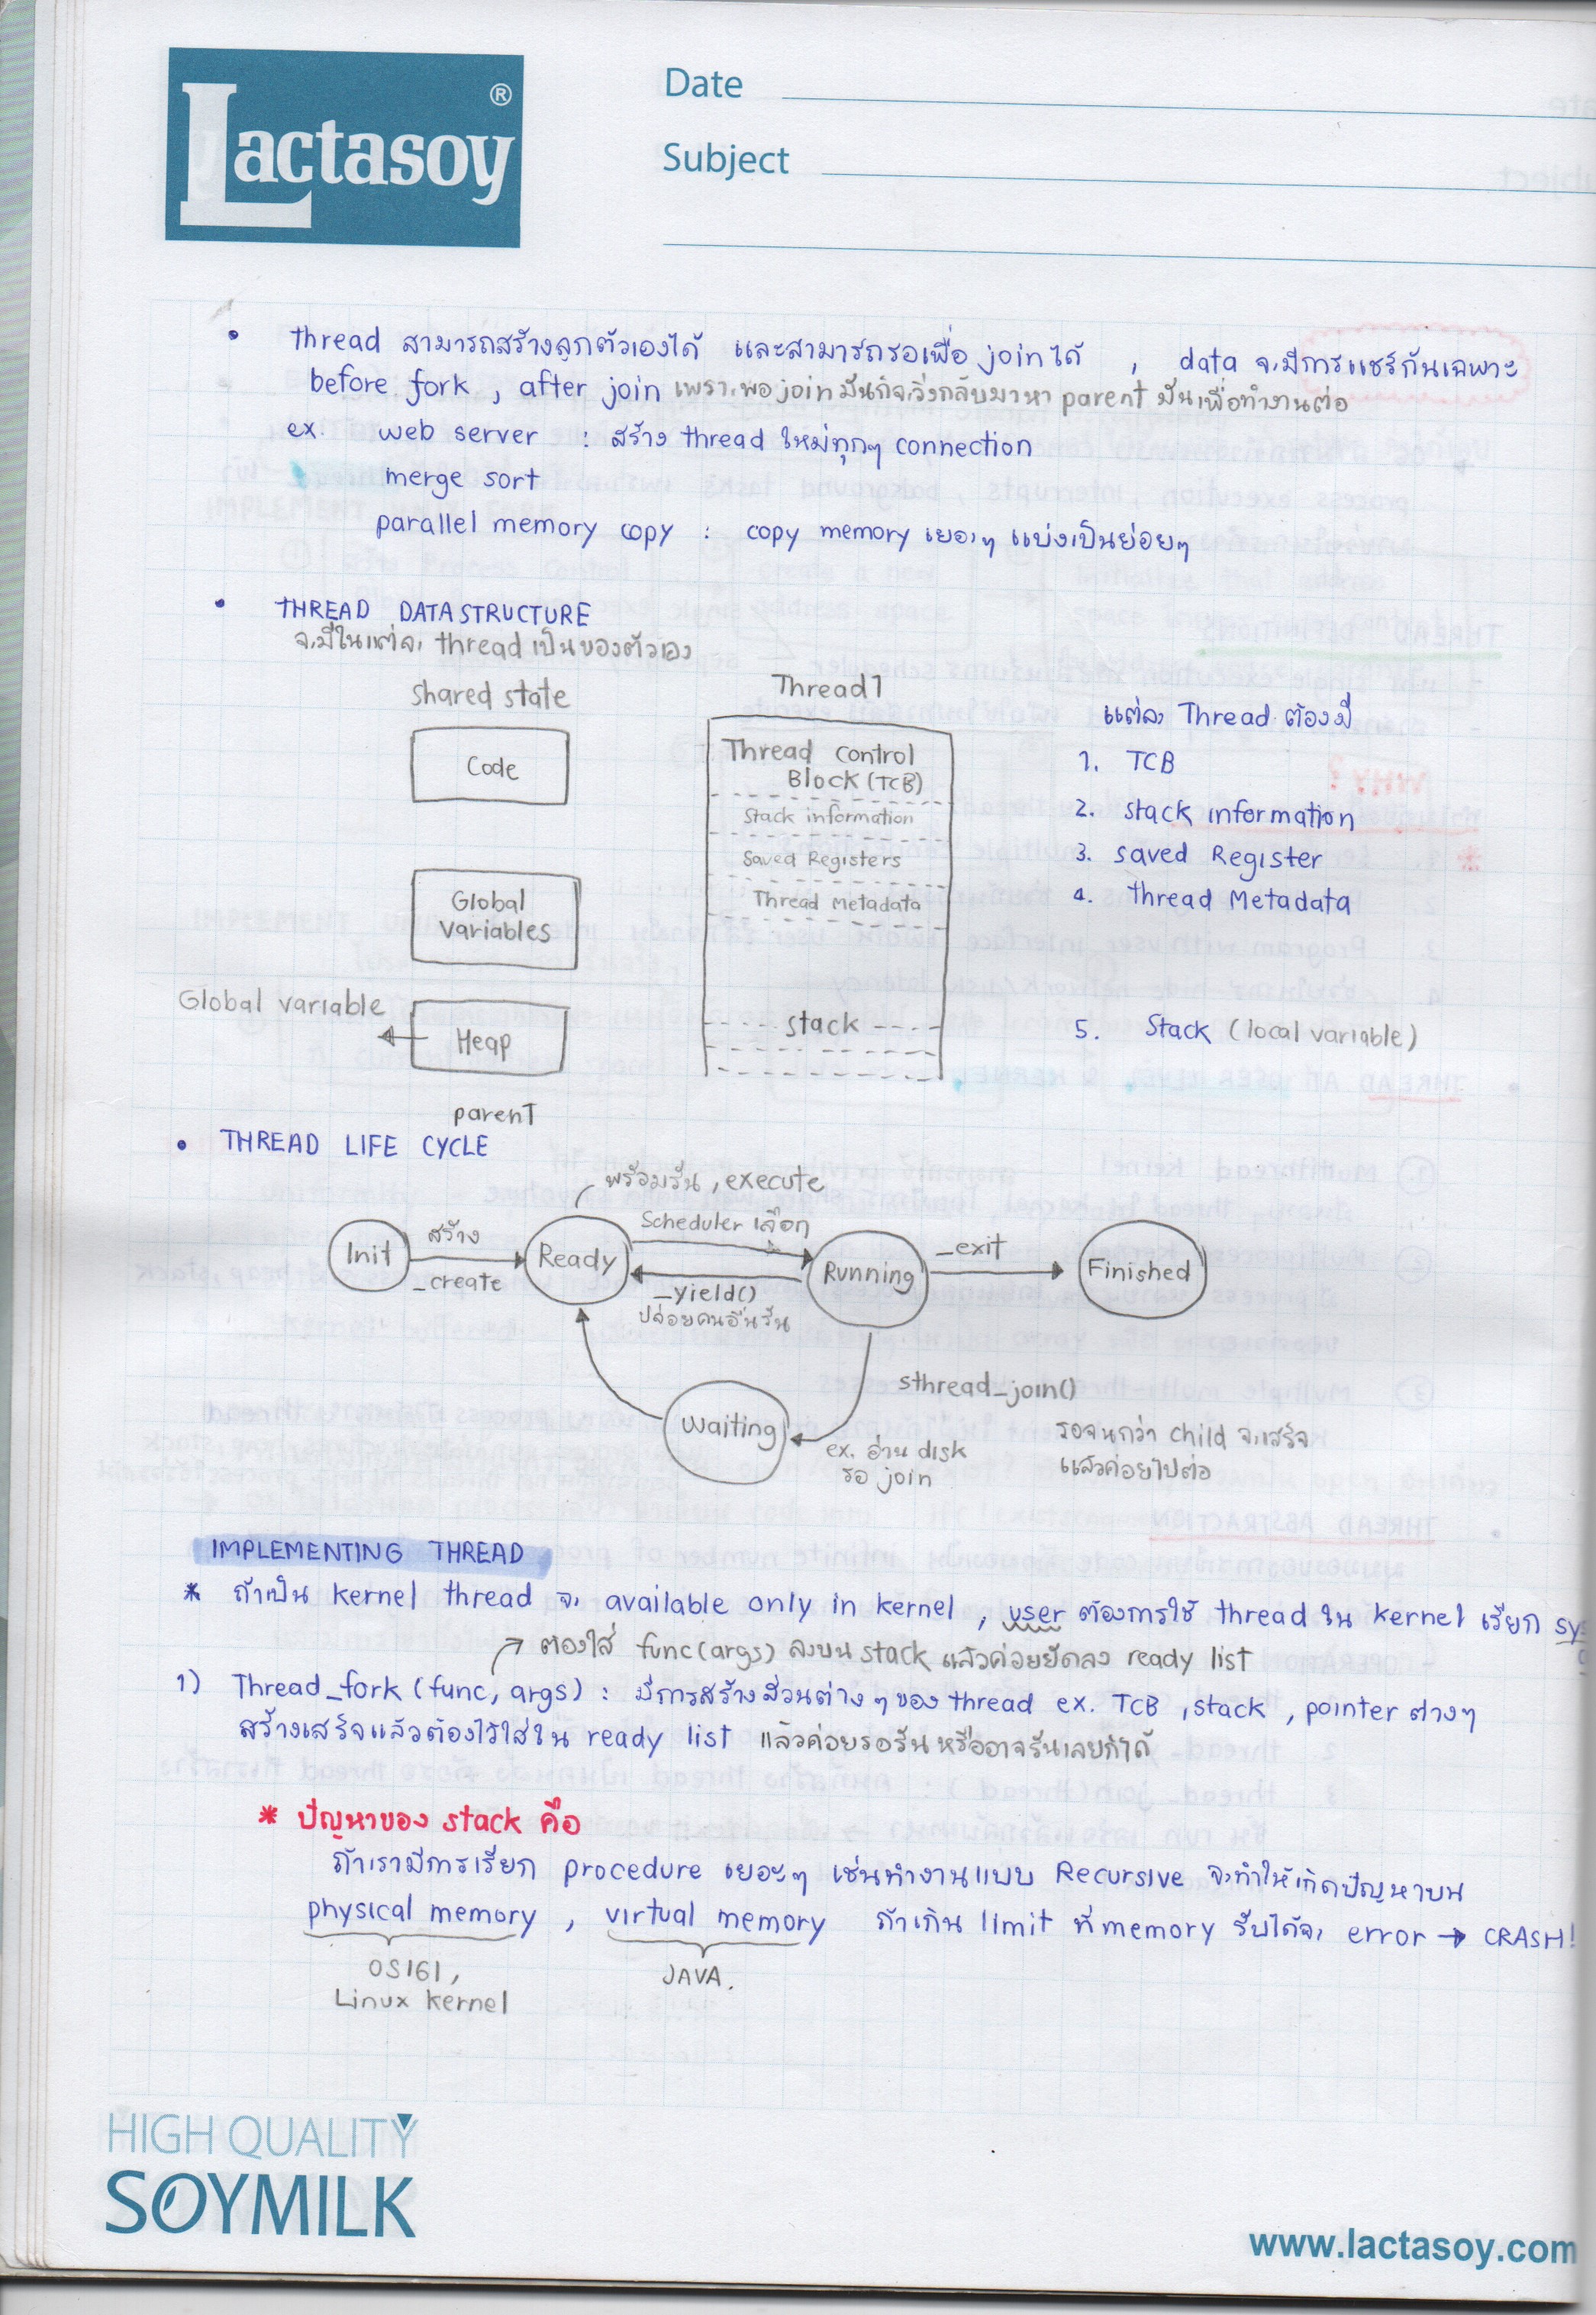 Lactasoy ®
Date
Subject
• thread สามารถสร้างลูกตัวเองได้ และสามารถรอเพื่อ join ได้ , data จะมีการแชร์กันเฉพาะ
before fork , after join เพราะพอ join มันก็จะวิ่งกลับมาหา parent มันเพื่อทำงานต่อ
ex. web server : สร้าง thread ใหม่ทุกๆ connection
merge sort
parallel memory copy : copy memory เยอะๆ แบ่งเป็นย่อยๆ
• THREAD DATASTRUCTURE
จะมีในแต่ละ thread เป็นของตัวเอง
Shared state
Code
Global
Variables
Global variable
Heap
parent
Thread1
Thread Control
Block (TCB)
Stack information
Saved Registers
Thread Metadata
stack
แต่ละ Thread ต้องมี
1. TCB
2. stack information
3. saved Register
4. thread Metadata
5. Stack (local variable)
• THREAD LIFE CYCLE
พร้อมรัน , execute
Init
สร้าง
_create
Ready
Scheduler เลือก
_yield()
ปล่อยคนอื่นรัน
Running
_exit
Finished
Waiting
sthread_join()
ex. อ่าน disk
รอ join
รอจนกว่า child จะเสร็จ
แล้วค่อยไปต่อ
IMPLEMENTING THREAD
* ถ้าเป็น kernel thread จะ available only in kernel , user ต้องการใช้ thread ใน kernel เรียก sy
→ ต้องใส่ func(args) ลงบน stack แล้วค่อยยัดลง ready list
1) Thread_fork (func, args) : มีการสร้างส่วนต่างๆ ของ thread ex. TCB , stack , pointer ต่างๆ
สร้างเสร็จแล้วต้องไว้ใส่ใน ready list แล้วค่อยรอรัน หรืออาจรันเลยก็ได้
* ปัญหาของ stack คือ
ถ้าเรามีการเรียก procedure เยอะๆ เช่นทำงานแบบ Recursive จะทำให้เกิดปัญหาบน
physical memory , virtual memory ถ้าเกิน limit ที่ memory รับได้จะ error → CRASH!
OS161,
Linux kernel
JAVA.
HIGH QUALITY
SOYMILK
www.lactasoy.com